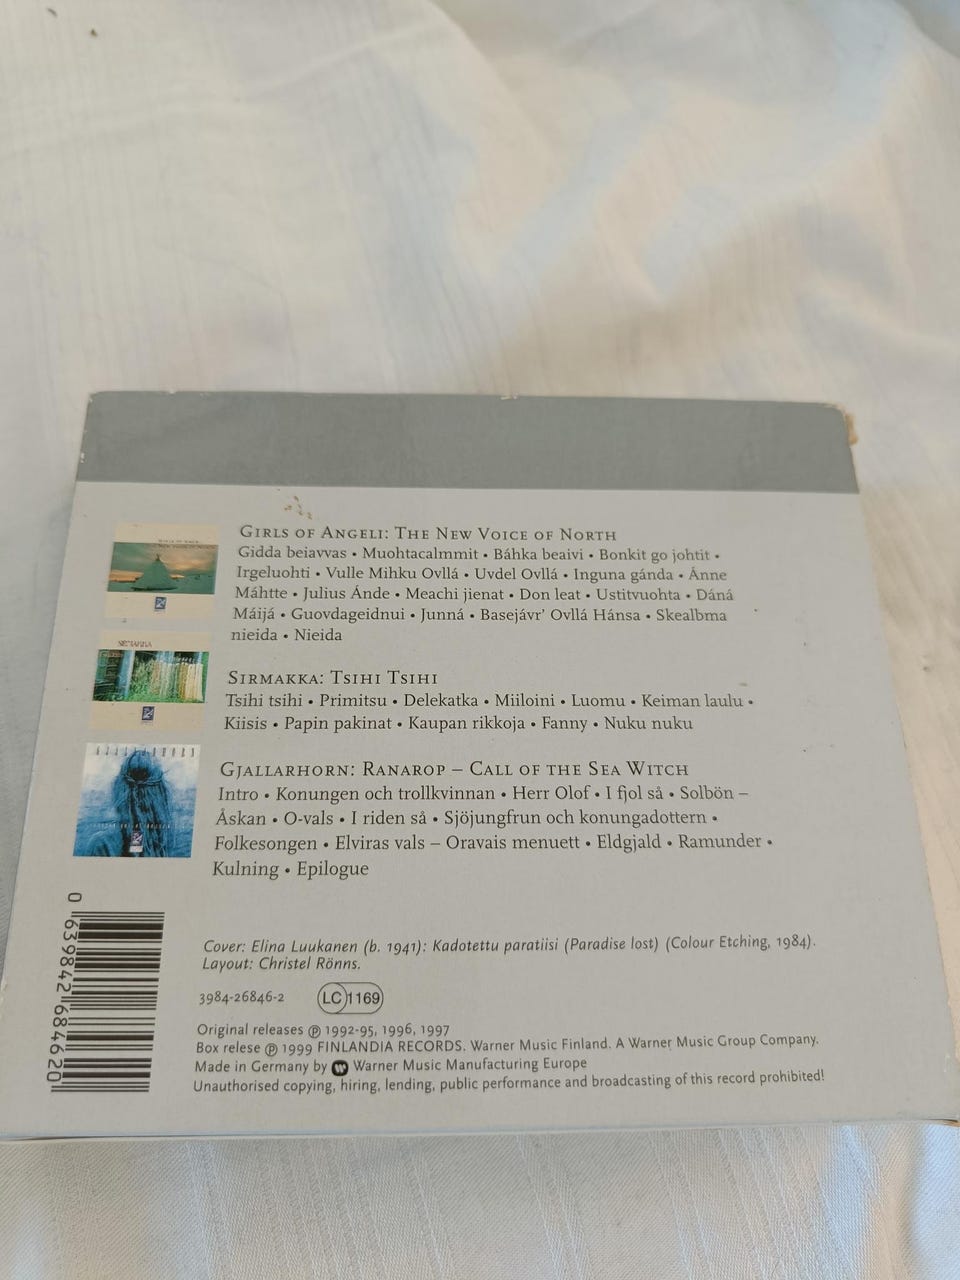 GIRLS OF ANGELI: THE NEW VOICE OF NORTH
Gidda beiavvas • Muohtacalmmit • Báhka beaivi • Bonkit go johtit •
Irgeluohti • Vulle Mihku Ovllá • Uvdel Ovllá • Inguna gánda • Ánne
Máhtte • Julius Ánde • Meachi jienat • Don leat • Ustitvuohta • Dáná
Máijá • Guovdageidnui • Junná • Basejávr' Ovllá Hánsa • Skealbma
nieida • Nieida
SIRMAKKA: TSIHI TSIHI
Tsihi tsihi • Primitsu • Delekatka • Miiloini • Luomu • Keiman laulu •
Kiisis • Papin pakinat • Kaupan rikkoja • Fanny • Nuku nuku
GJALLARHORN
GJALLARHORN: RANAROP – CALL OF THE SEA WITCH
Intro • Konungen och trollkvinnan • Herr Olof • I fjol så • Solbön –
Åskan • O-vals • I riden så • Sjöjungfrun och konungadottern •
Folkesongen • Elviras vals – Oravais menuett • Eldgjald • Ramunder •
Kulning • Epilogue
0 639842 684620
Cover: Elina Luukanen (b. 1941): Kadotettu paratiisi (Paradise lost) (Colour Etching, 1984).
Layout: Christel Rönns.
3984-26846-2 LC 1169
Original releases ℗ 1992-95, 1996, 1997
Box relese ℗ 1999 FINLANDIA RECORDS. Warner Music Finland. A Warner Music Group Company.
Made in Germany by Warner Music Manufacturing Europe
Unauthorised copying, hiring, lending, public performance and broadcasting of this record prohibited!